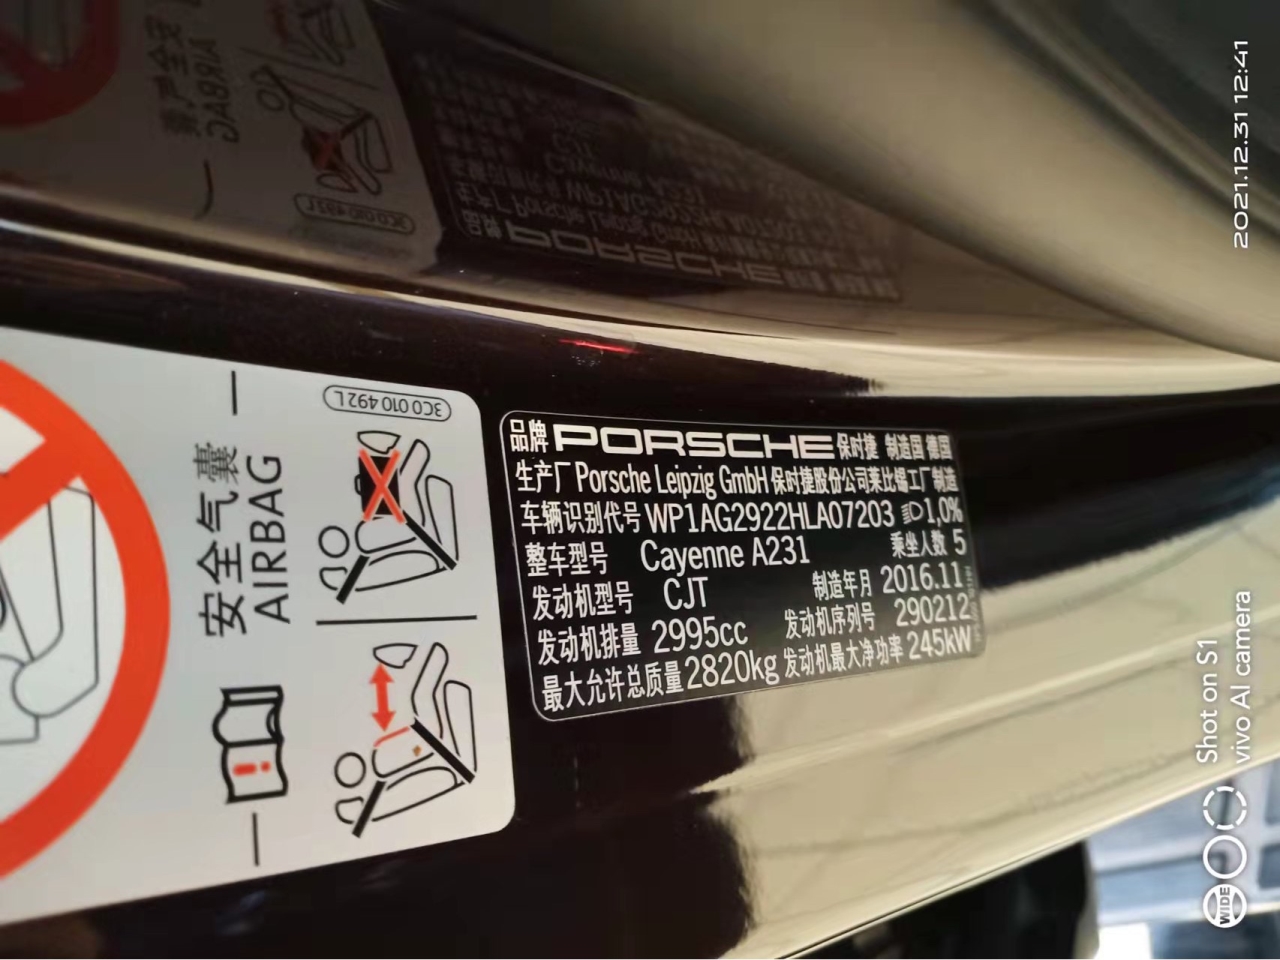 品牌 PORSCHE 保时捷 制造国 德国
生产厂 Porsche Leipzig GmbH 保时捷股份公司莱比锡工厂制造
车辆识别代号 WP1AG2922HLA07203 1,0%
整车型号 Cayenne A231 乘坐人数 5
发动机型号 CJT 制造年月 2016.11
发动机排量 2995cc 发动机序列号 290212
最大允许总质量 2820kg 发动机最大净功率 245kW
安全气囊
AIRBAG
3C0 010 492 L
2021.12.31 12:41
Shot on S1
vivo AI camera
WIDE